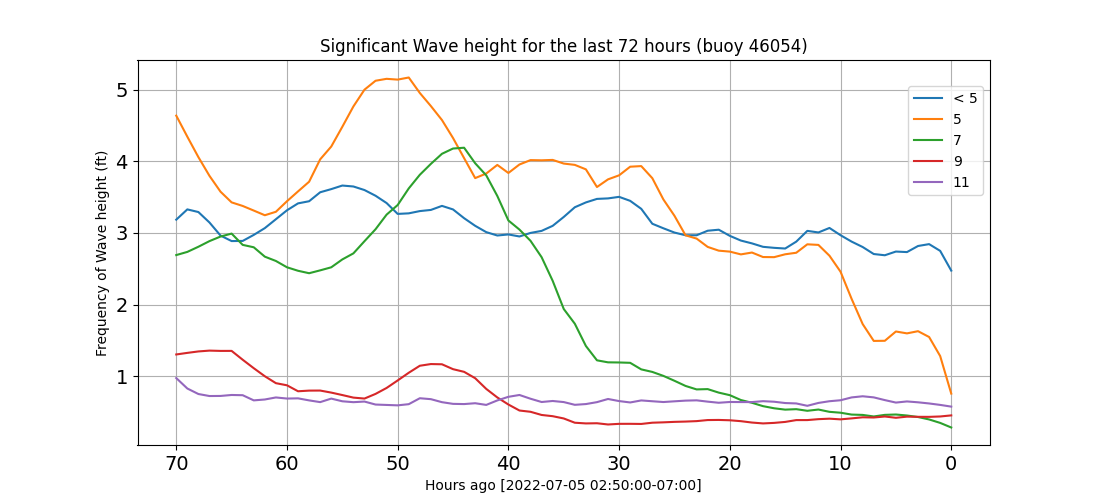 Significant Wave height for the last 72 hours (buoy 46054)
Frequency of Wave height (ft)
5
4
3
2
1
< 5
5
7
9
11
70 60 50 40 30 20 10 0
Hours ago [2022-07-05 02:50:00-07:00]